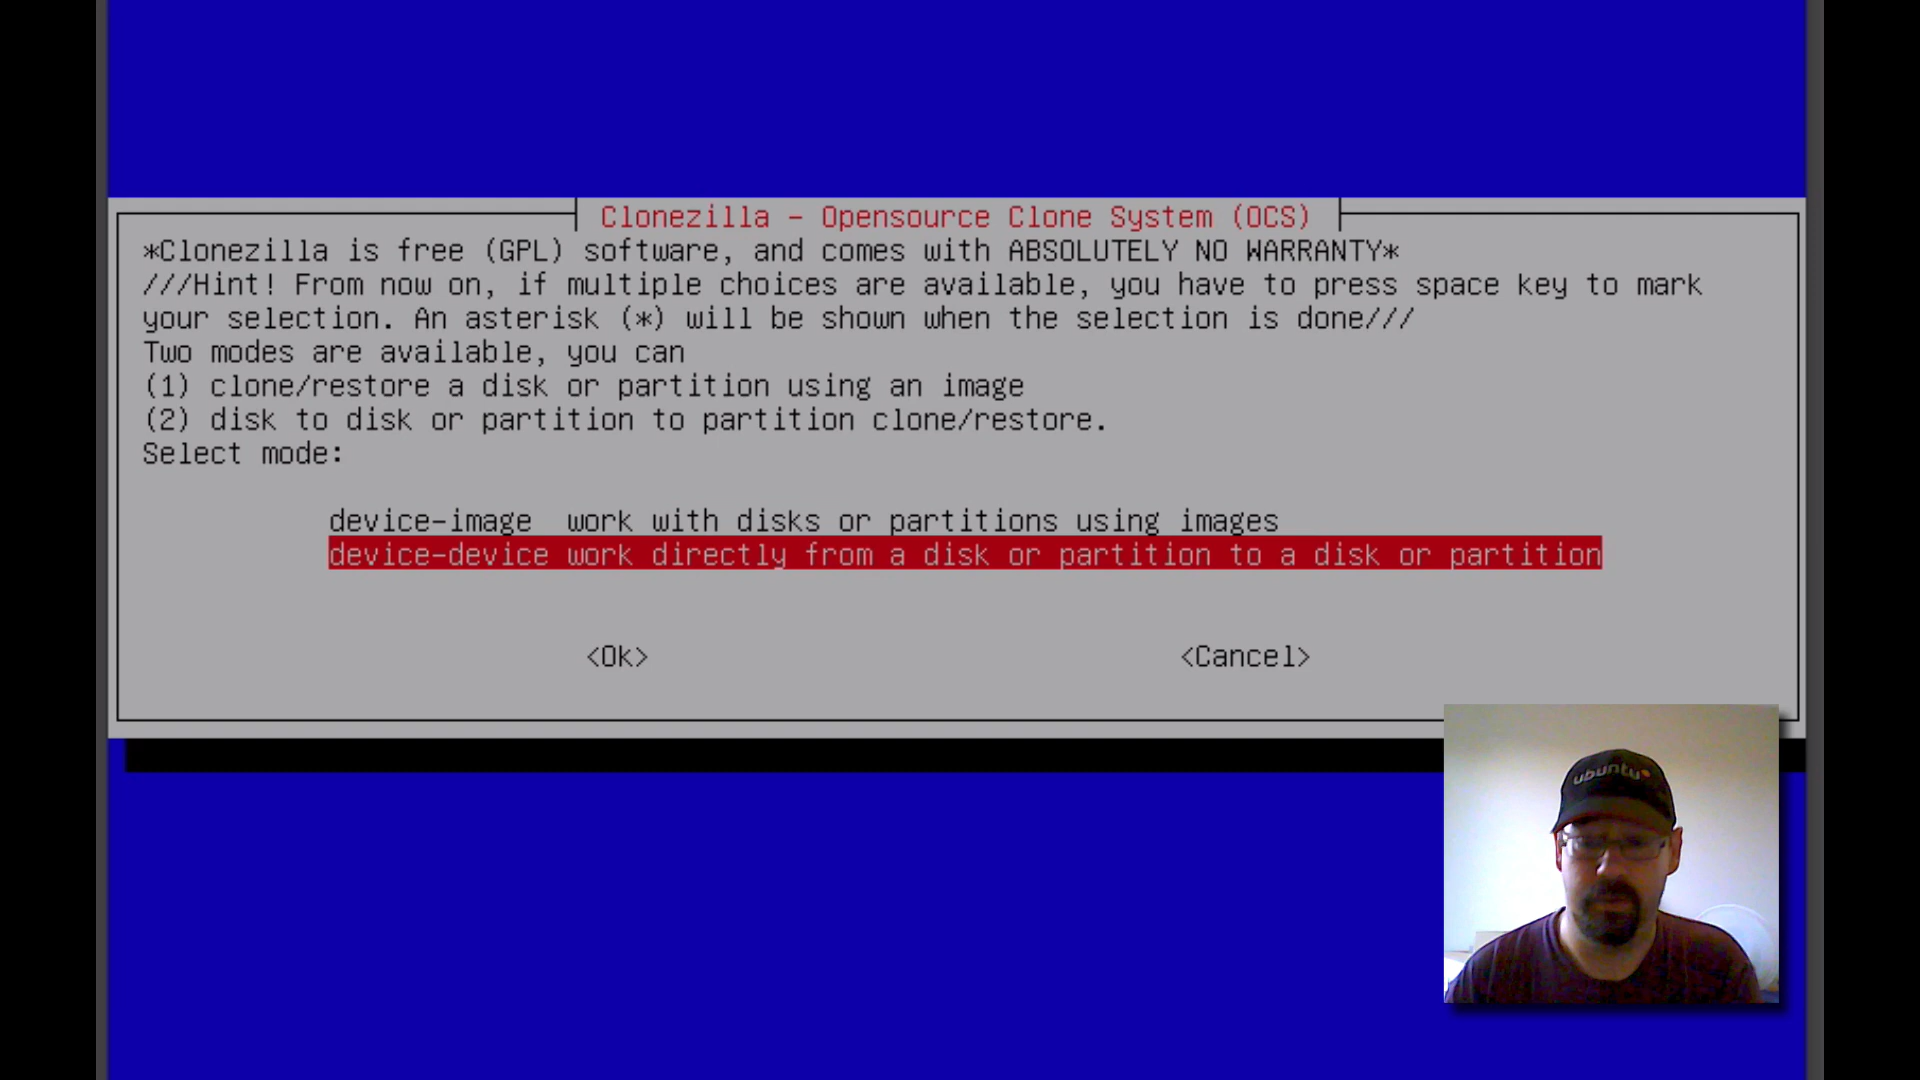 Clonezilla - Opensource Clone System (OCS)
*Clonezilla is free (GPL) software, and comes with ABSOLUTELY NO WARRANTY*
///Hint! From now on, if multiple choices are available, you have to press space key to mark
your selection. An asterisk (*) will be shown when the selection is done///
Two modes are available, you can
(1) clone/restore a disk or partition using an image
(2) disk to disk or partition to partition clone/restore.
Select mode:
device-image work with disks or partitions using images
device-device work directly from a disk or partition to a disk or partition
<Ok> <Cancel>
ubuntu